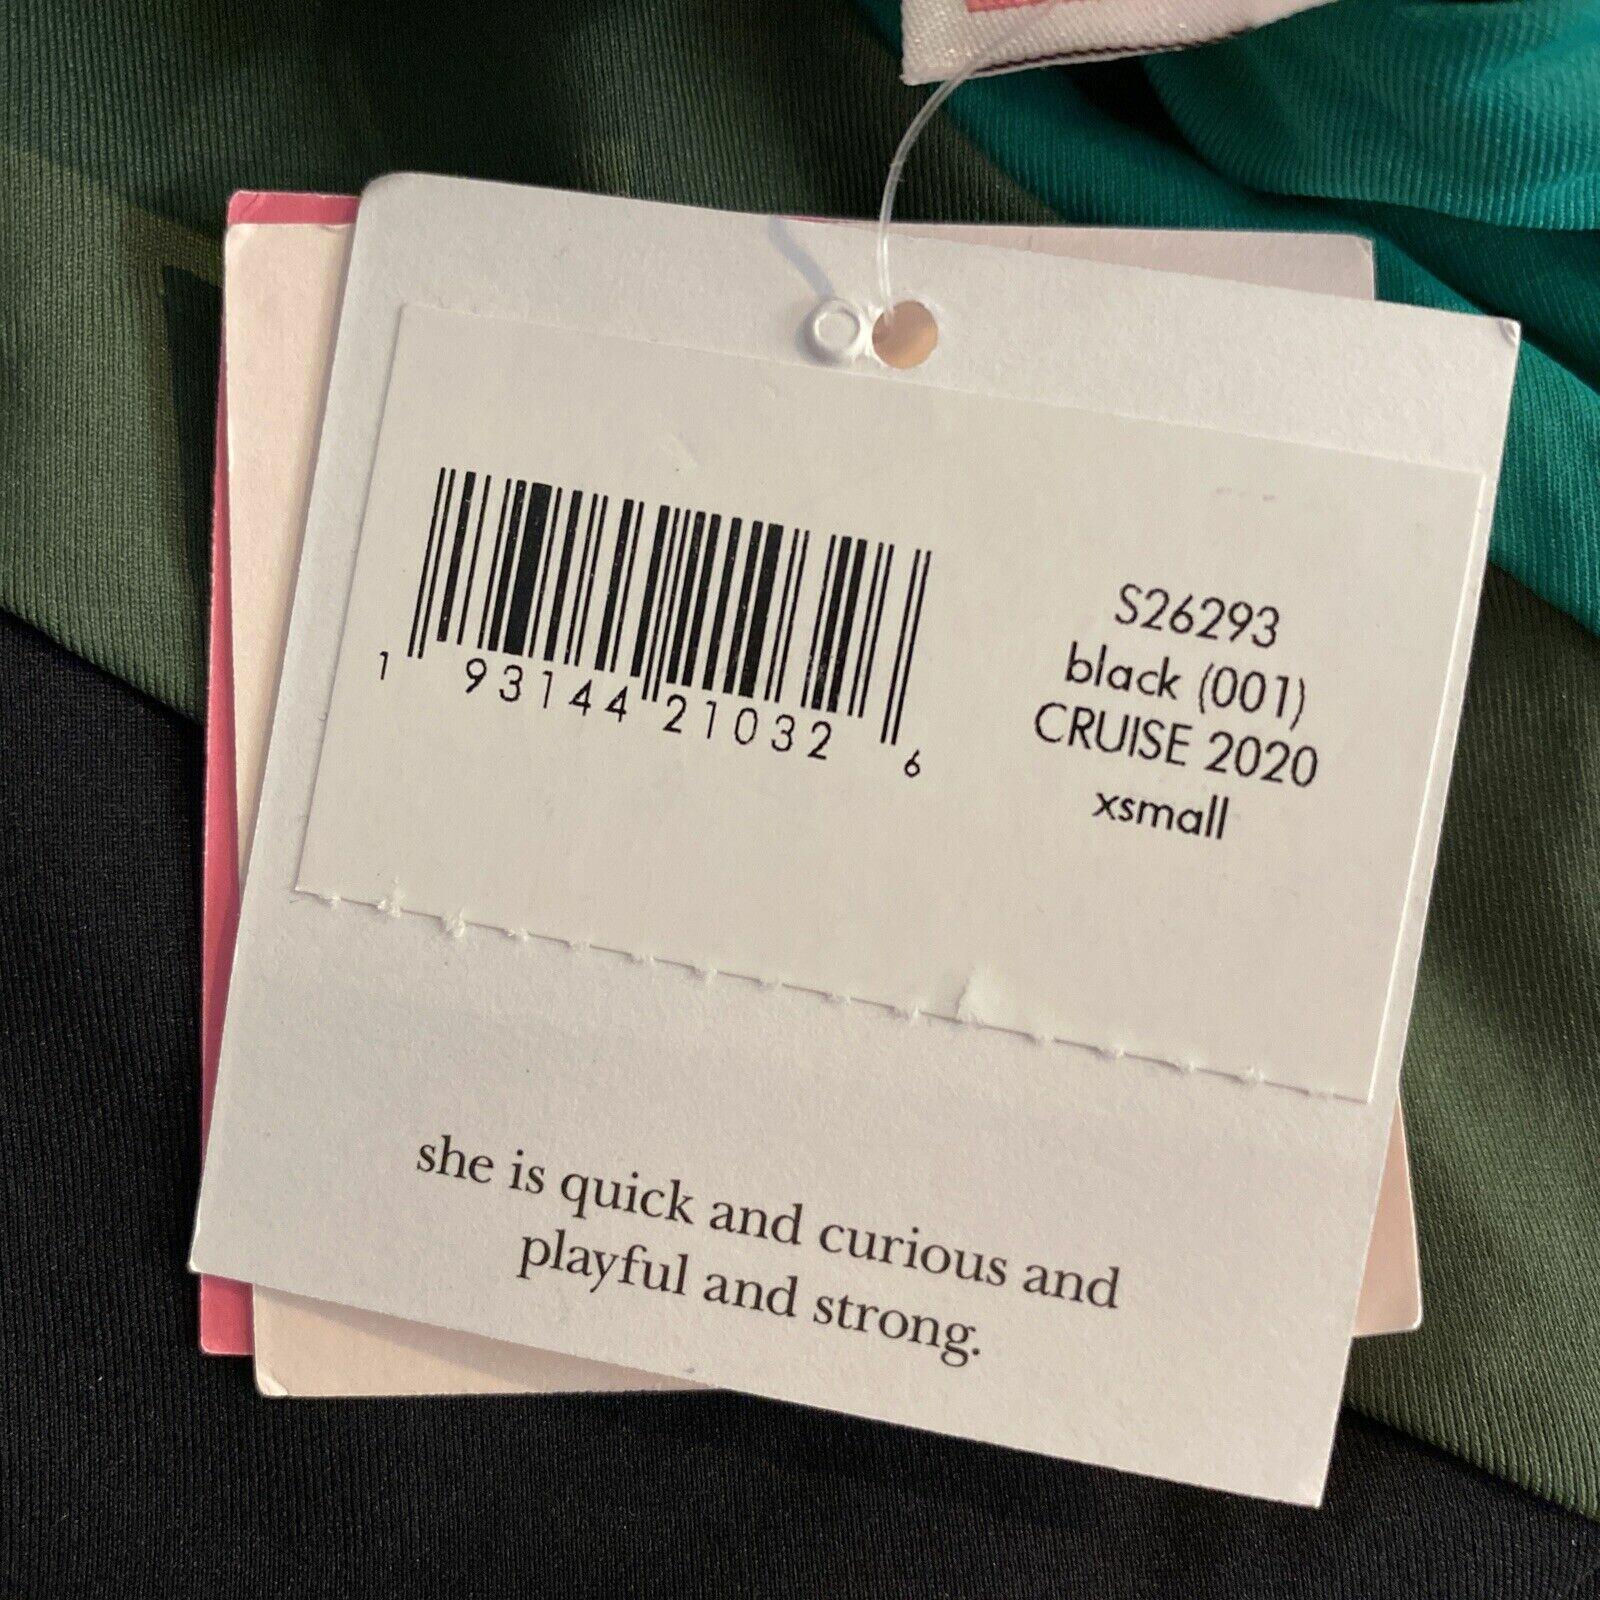 S26293
black (001)
CRUISE 2020
xsmall
1 93144 21032 6
she is quick and curious and
playful and strong.